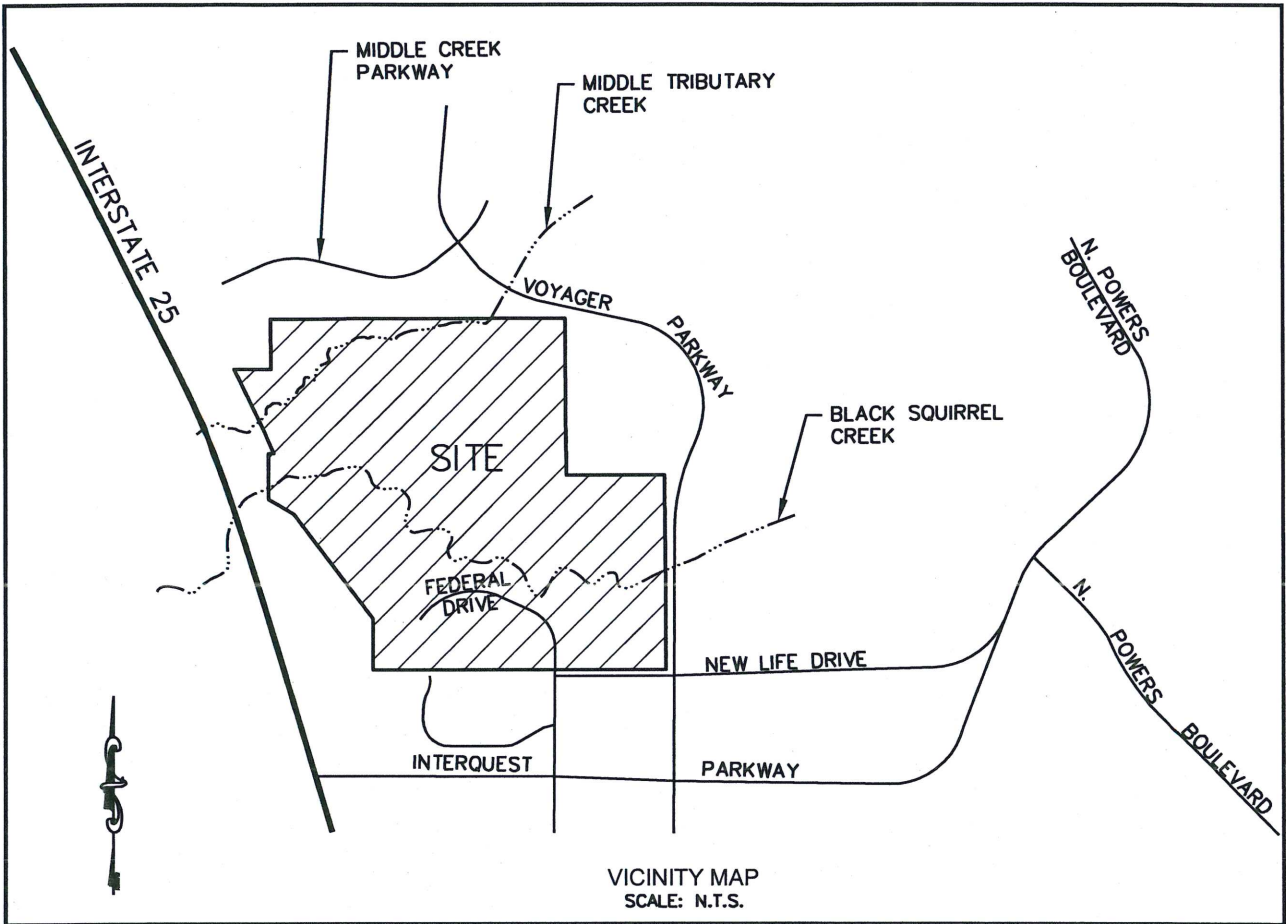 MIDDLE CREEK
PARKWAY
MIDDLE TRIBUTARY
CREEK
INTERSTATE 25
N. POWERS
BOULEVARD
VOYAGER
PARKWAY
BLACK SQUIRREL
CREEK
SITE
FEDERAL
DRIVE
N.
POWERS
BOULEVARD
NEW LIFE DRIVE
INTERQUEST
PARKWAY
VICINITY MAP
SCALE: N.T.S.